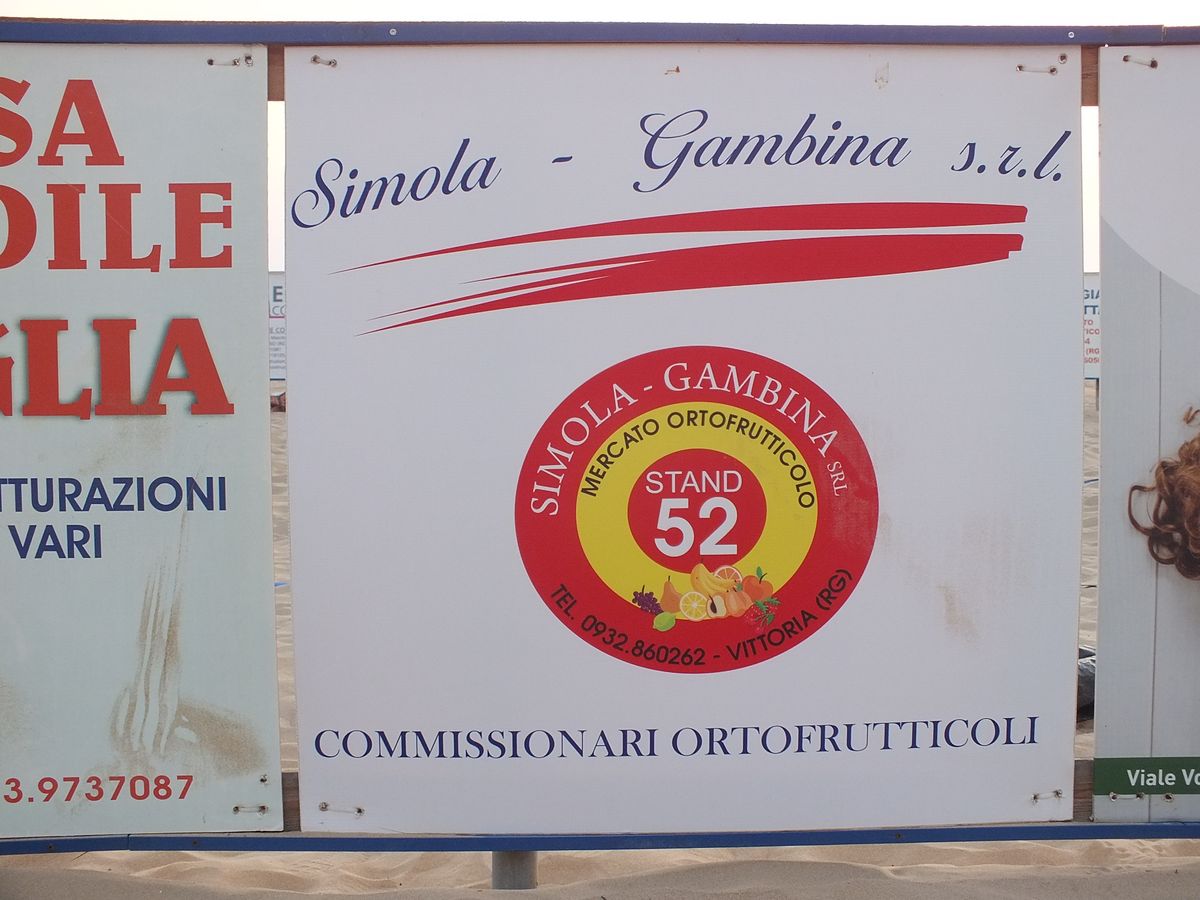 SA
DILE
GLIA
TTURAZIONI
VARI
3.9737087
Simola - Gambina s.r.l.
SIMOLA - GAMBINA SRL
MERCATO ORTOFRUTTICOLO
STAND
52
TEL. 0932.860262 - VITTORIA (RG)
COMMISSIONARI ORTOFRUTTICOLI
Viale Vo